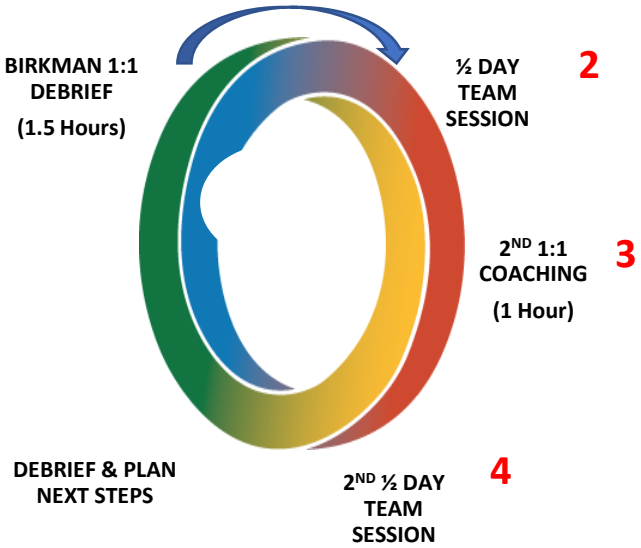 BIRKMAN 1:1
DEBRIEF
(1.5 Hours)
½ DAY
TEAM
SESSION
2
2ND 1:1
COACHING
(1 Hour)
3
2ND ½ DAY
TEAM
SESSION
4
DEBRIEF & PLAN
NEXT STEPS